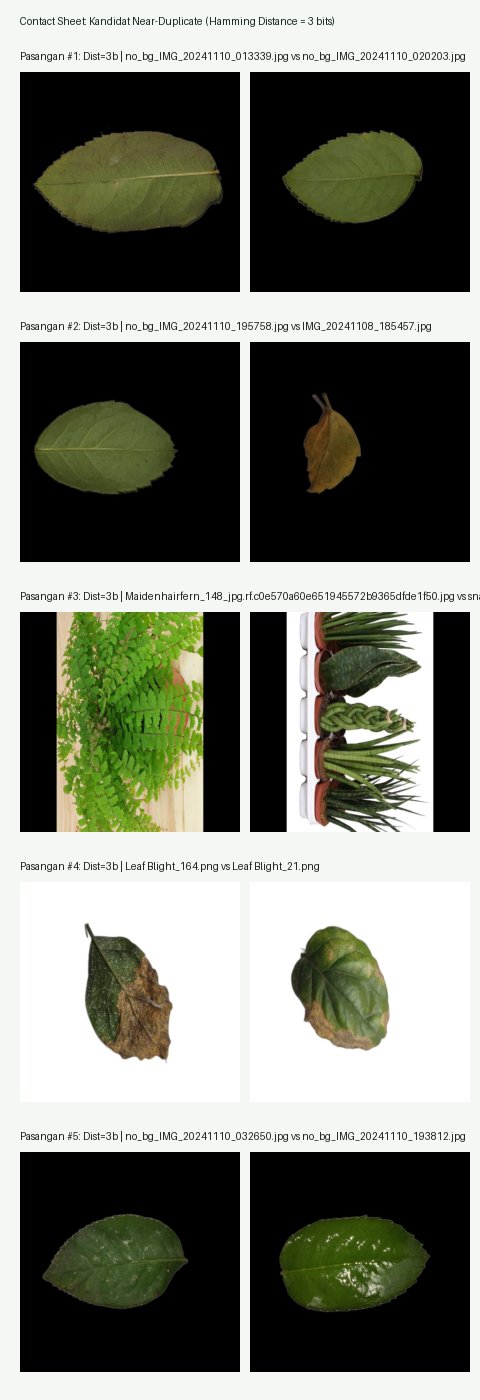 Contact Sheet: Kandidat Near-Duplicate (Hamming Distance = 3 bits)
Pasangan #1: Dist=3b | no_bg_IMG_20241110_013339.jpg vs no_bg_IMG_20241110_020203.jpg
Pasangan #2: Dist=3b | no_bg_IMG_20241110_195758.jpg vs IMG_20241108_185457.jpg
Pasangan #3: Dist=3b | Maidenhairfern_148_jpg.rf.c0e570a60e651945572b9365dfde1f50.jpg vs sna
Pasangan #4: Dist=3b | Leaf Blight_164.png vs Leaf Blight_21.png
Pasangan #5: Dist=3b | no_bg_IMG_20241110_032650.jpg vs no_bg_IMG_20241110_193812.jpg